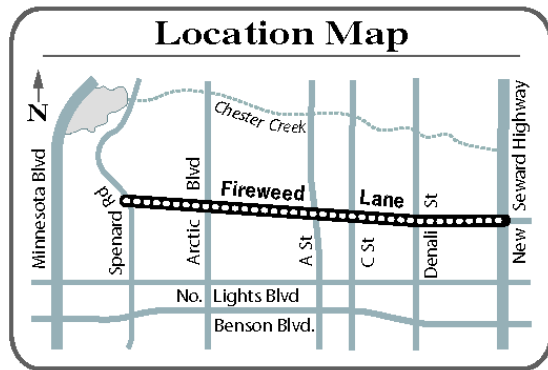 Location Map
N
Chester Creek
Minnesota Blvd
Spenard Rd
Arctic Blvd
Fireweed Lane
A St
C St
Denali St
New Seward Highway
No. Lights Blvd
Benson Blvd.